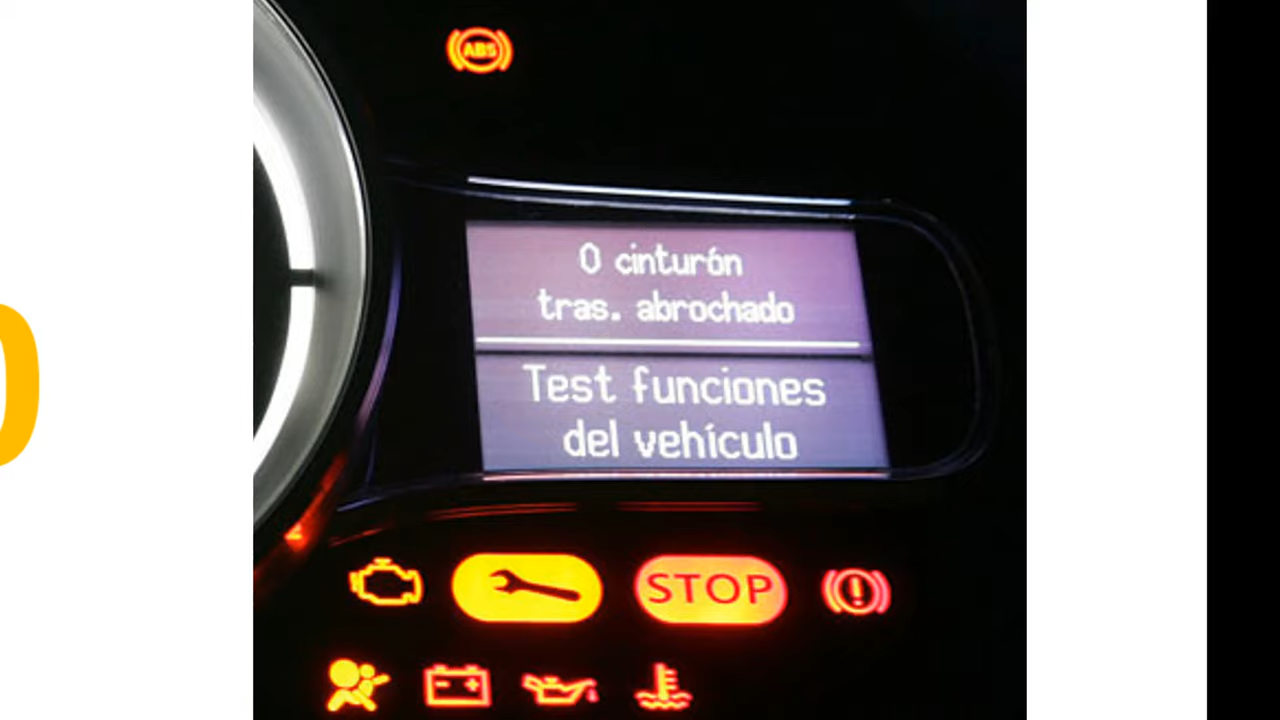 ABS
0 cinturón
tras. abrochado
Test funciones
del vehículo
STOP